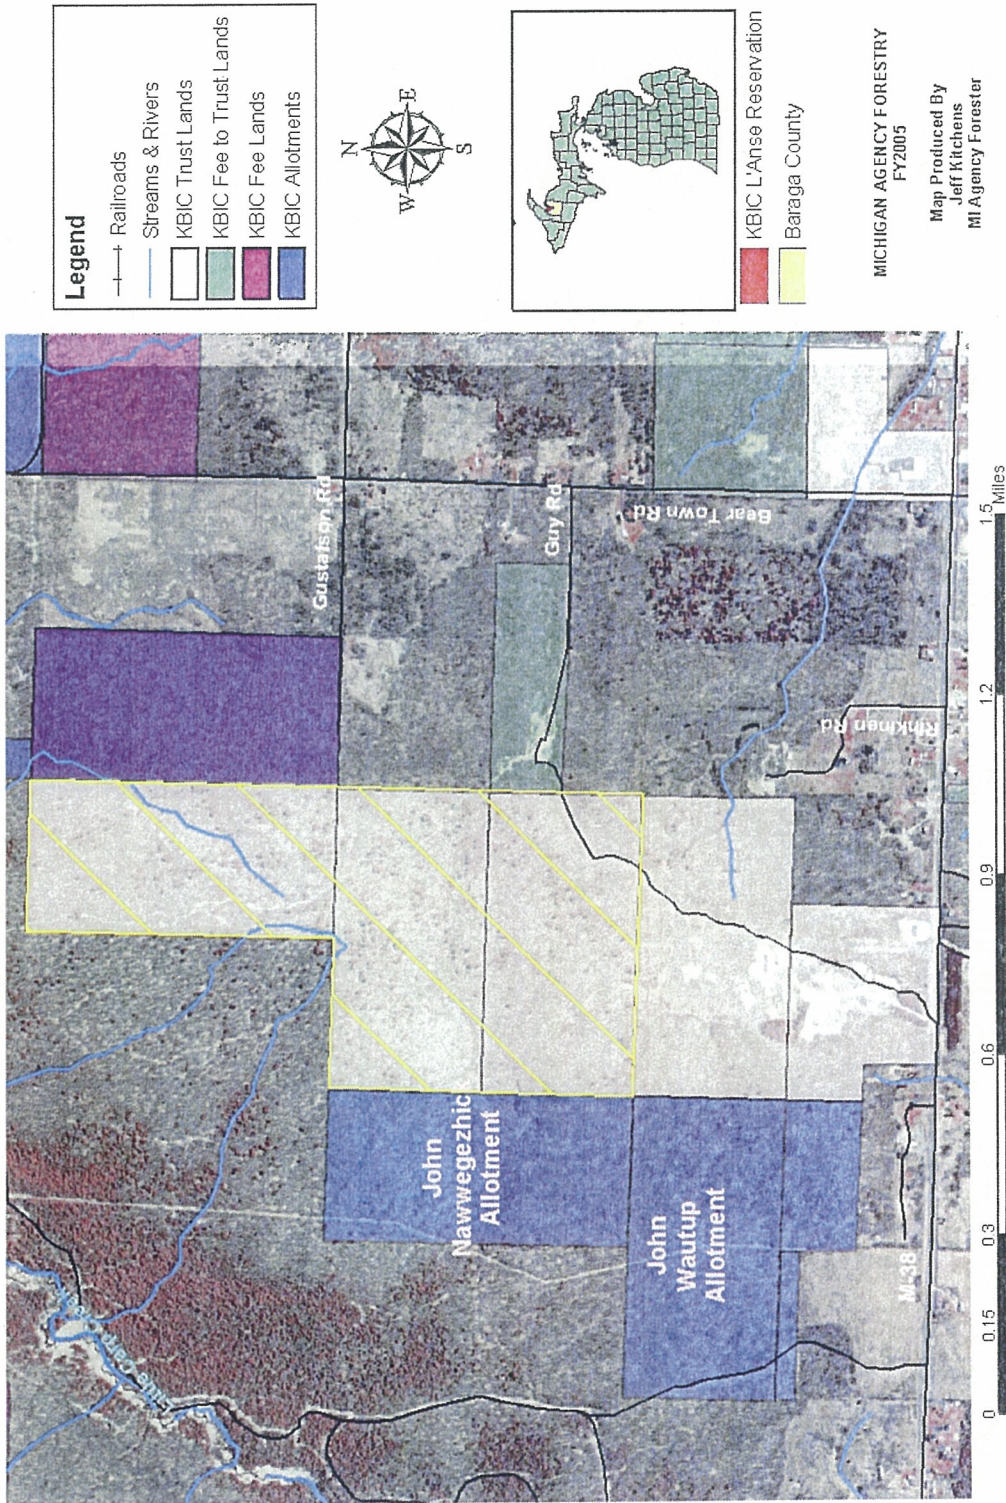 Legend
Railroads
Streams & Rivers
KBIC Trust Lands
KBIC Fee to Trust Lands
KBIC Fee Lands
KBIC Allotments
N
W
E
S
KBIC L'Anse Reservation
Baraga County
MICHIGAN AGENCY FORESTRY
FY2005
Map Produced By
Jeff Kitchens
MI Agency Forester
Gustafson Rd
Guy Rd
Bear Town Rd
Rinkinen Rd
John
Nawwegezhic
Allotment
John
Wautup
Allotment
M-38
0 0.15 0.3 0.6 0.9 1.2 1.5
Miles